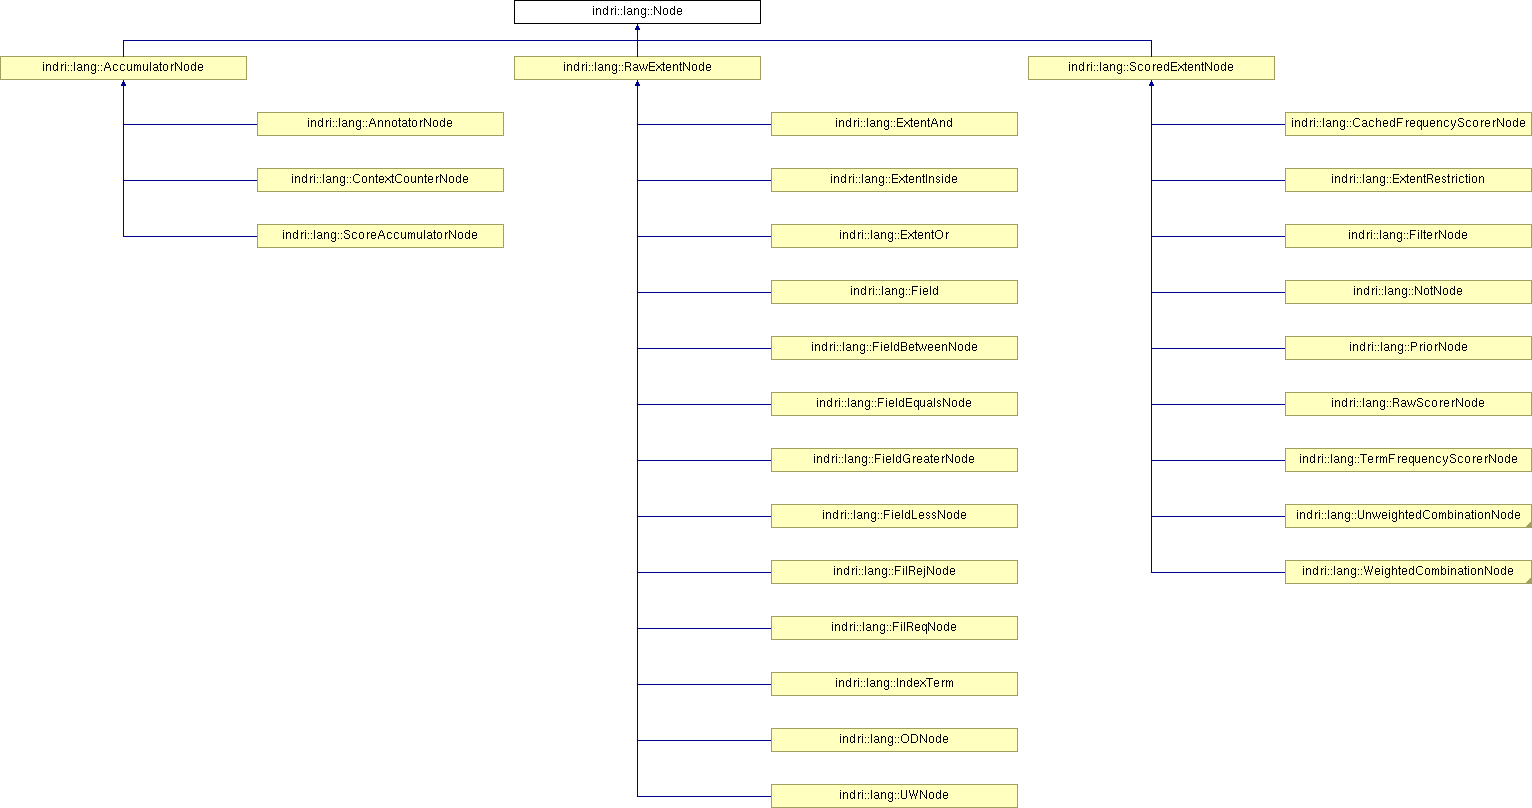 indri::lang::Node
indri::lang::AccumulatorNode
indri::lang::RawExtentNode
indri::lang::ScoredExtentNode
indri::lang::AnnotatorNode
indri::lang::ExtentAnd
indri::lang::CachedFrequencyScorerNode
indri::lang::ContextCounterNode
indri::lang::ExtentInside
indri::lang::ExtentRestriction
indri::lang::ScoreAccumulatorNode
indri::lang::ExtentOr
indri::lang::FilterNode
indri::lang::Field
indri::lang::NotNode
indri::lang::FieldBetweenNode
indri::lang::PriorNode
indri::lang::FieldEqualsNode
indri::lang::RawScorerNode
indri::lang::FieldGreaterNode
indri::lang::TermFrequencyScorerNode
indri::lang::FieldLessNode
indri::lang::UnweightedCombinationNode
indri::lang::FilRejNode
indri::lang::WeightedCombinationNode
indri::lang::FilReqNode
indri::lang::IndexTerm
indri::lang::ODNode
indri::lang::UWNode